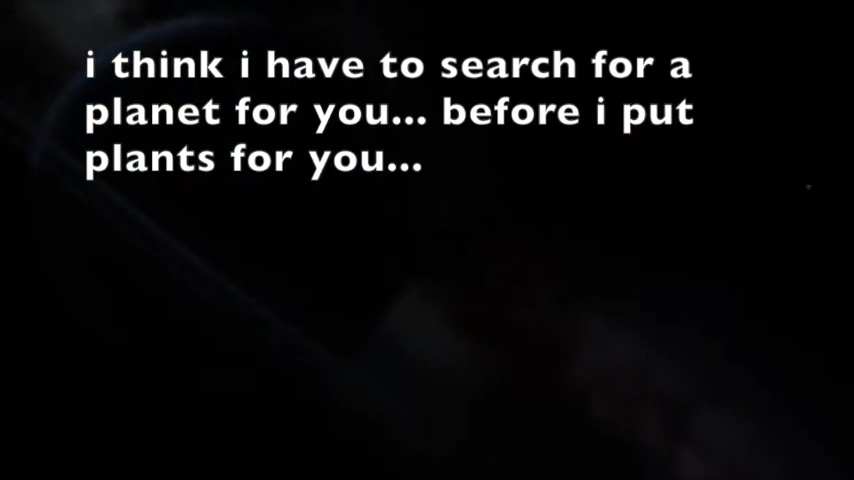 i think i have to search for a
planet for you... before i put
plants for you...